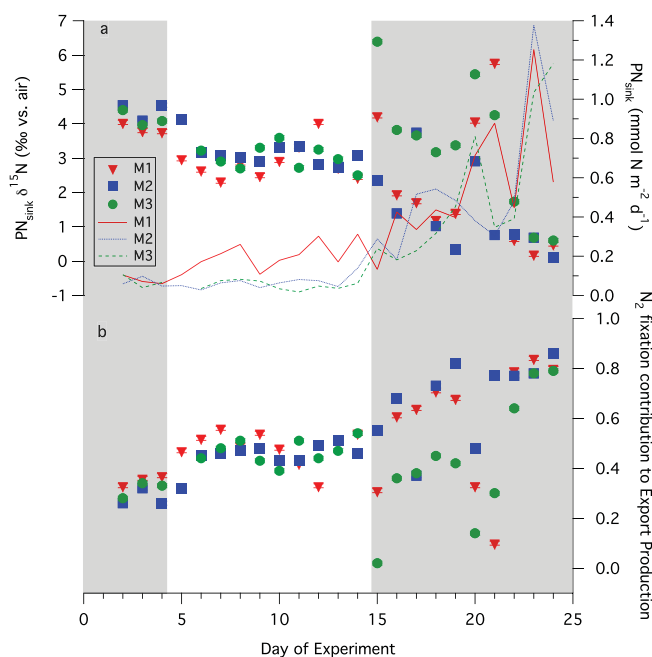 a
7
6
5
4
3
2
1
0
-1
PNsink δ15N (‰ vs. air)
1.4
1.2
1.0
0.8
0.6
0.4
0.2
0.0
PNsink (mmol N m-2 d-1)
M1
M2
M3
M1
M2
M3
b
1.0
0.8
0.6
0.4
0.2
0.0
N2 fixation contribution to Export Production
0
5
10
15
20
25
Day of Experiment